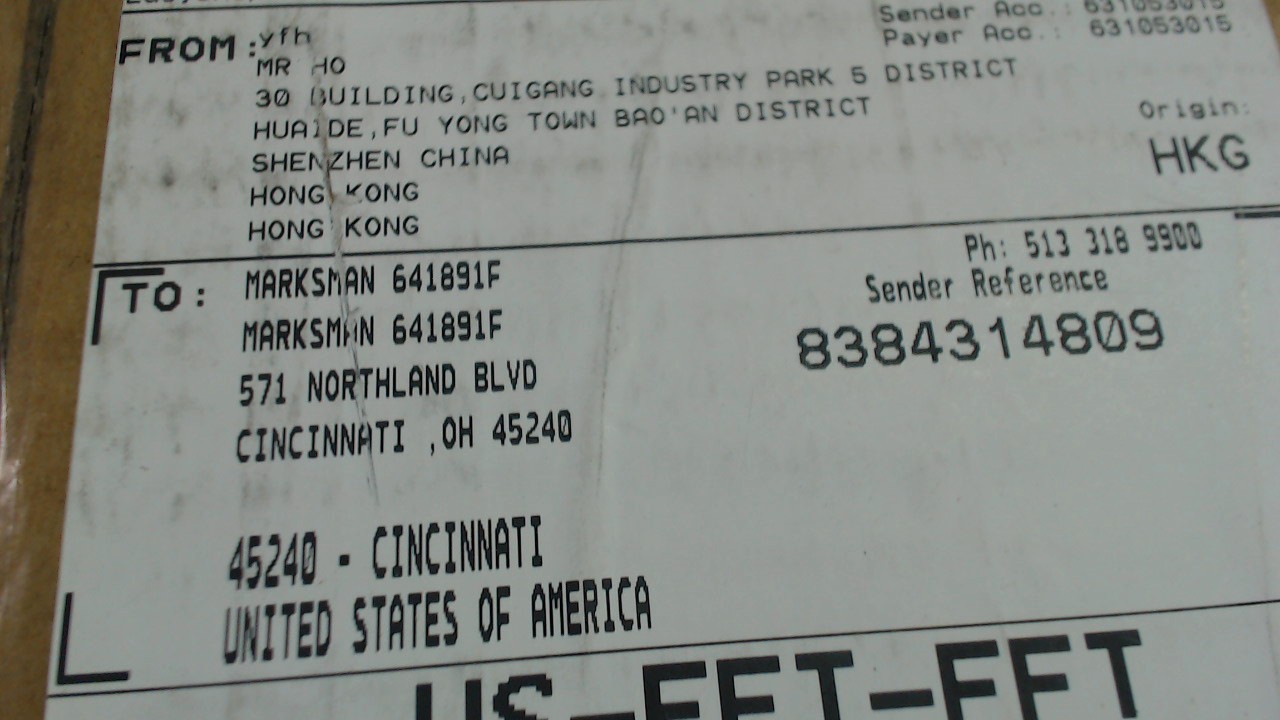 Sender Acc.: 631053015
Payer Acc.: 631053015
FROM: yfh
MR HO
30 BUILDING,CUIGANG INDUSTRY PARK 5 DISTRICT
HUAIDE,FU YONG TOWN BAO'AN DISTRICT
SHENZHEN CHINA
HONG KONG
HONG KONG
Origin:
HKG
TO: MARKSMAN 641891F
MARKSMAN 641891F
571 NORTHLAND BLVD
CINCINNATI ,OH 45240
Ph: 513 318 9900
Sender Reference
8384314809
45240 - CINCINNATI
UNITED STATES OF AMERICA